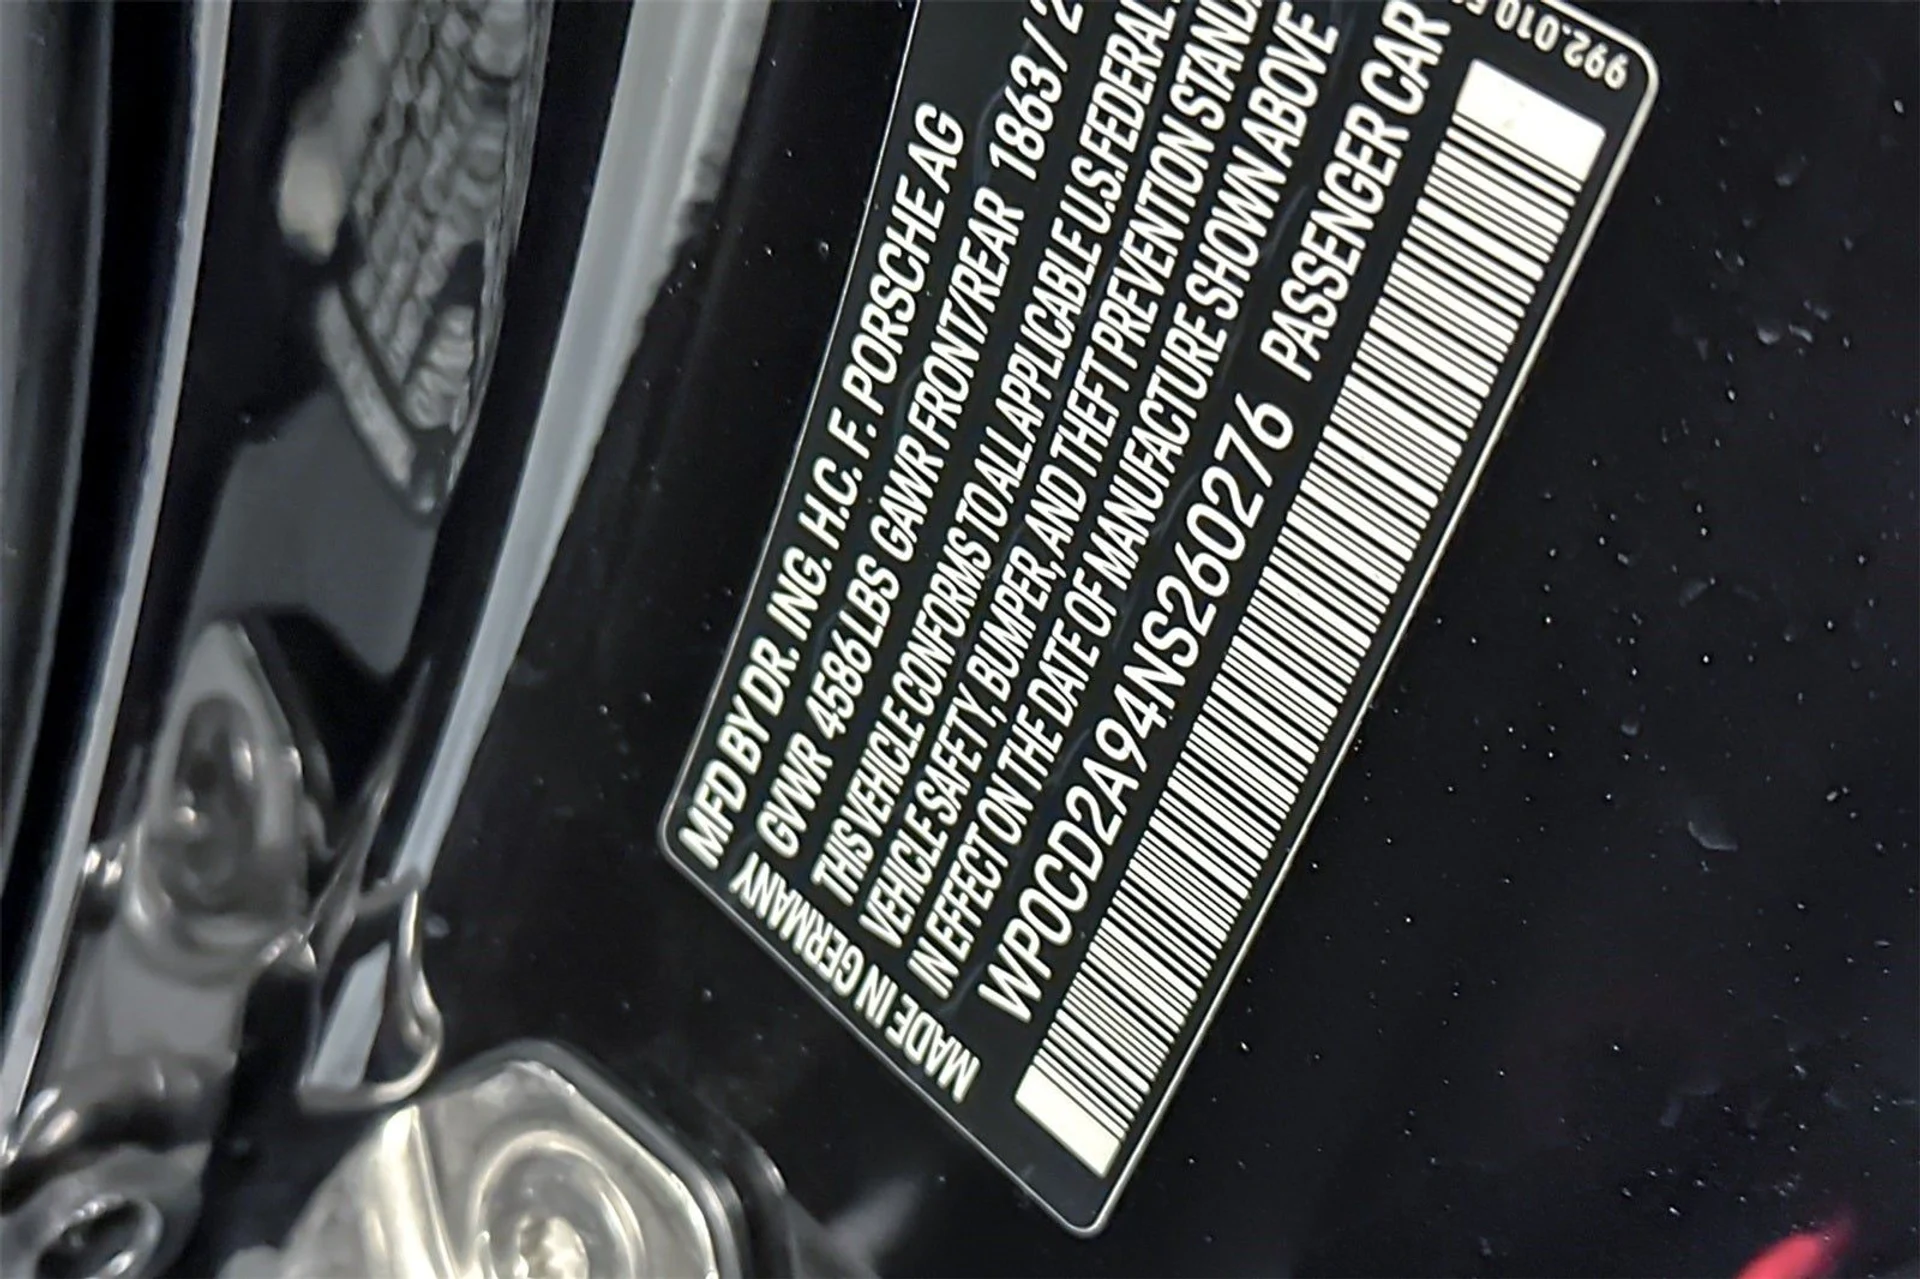 MFD BY DR. ING. H.C. F. PORSCHE AG
GVWR 4586 LBS GAWR FRONT/REAR 1863/2
THIS VEHICLE CONFORMS TO ALL APPLICABLE U.S. FEDERAL
VEHICLE SAFETY, BUMPER, AND THEFT PREVENTION
IN EFFECT ON THE DATE OF MANUFACTURE SHOWN ABOVE
WP0CD2A94NS260276 PASSENGER CAR
MADE IN GERMANY
992.010